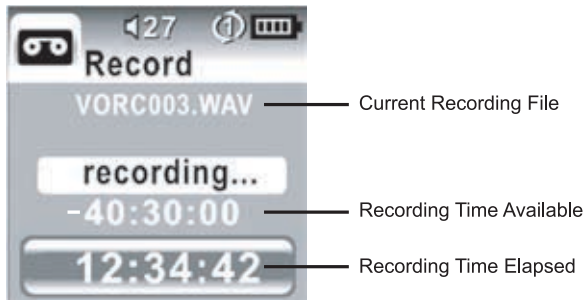 27 1
Record
VORC003.WAV Current Recording File
recording...
-40:30:00 Recording Time Available
12:34:42 Recording Time Elapsed